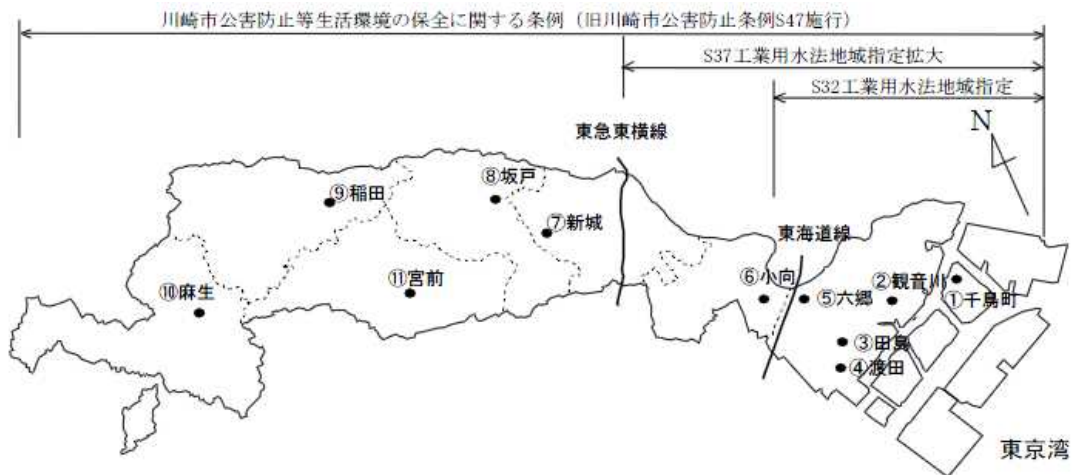 川崎市公害防止等生活環境の保全に関する条例（旧川崎市公害防止条例S47施行）
S37工業用水法地域指定拡大
S32工業用水法地域指定
東急東横線
N
⑧坂戸
⑨稲田
⑦新城
東海道線
⑥小向
②観音川
⑪宮前
⑩麻生
⑤六郷
①千鳥町
③田島
④渡田
東京湾